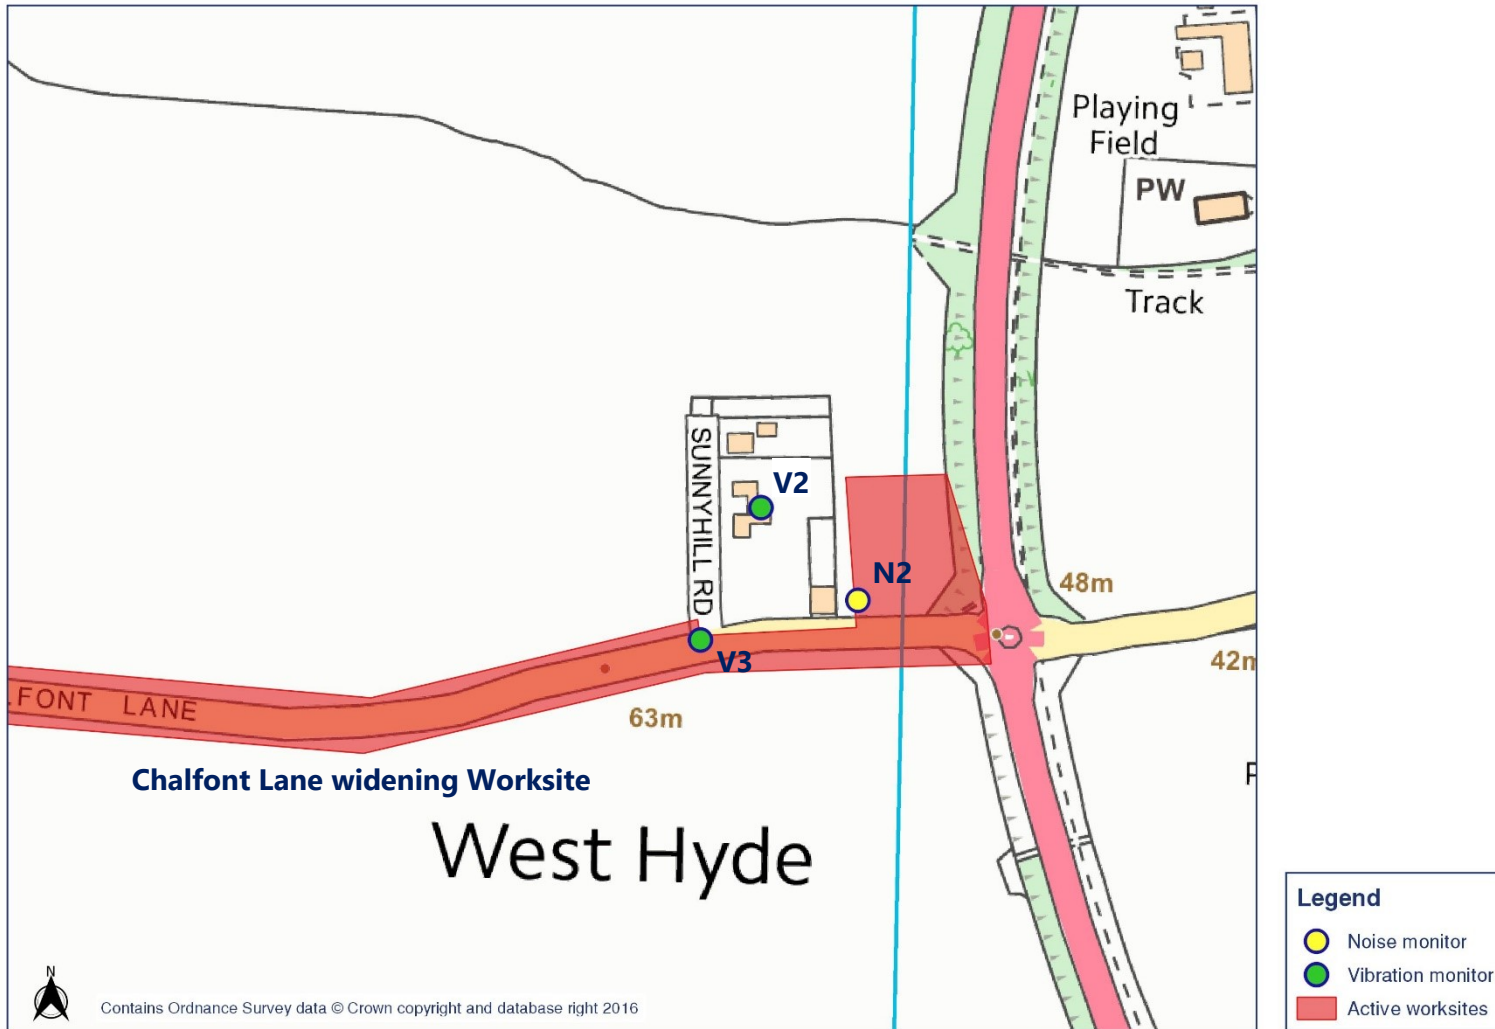 Playing
Field
PW
Track
SUNNYHILL RD
V2
N2
48m
V3
42m
FONT LANE
63m
Chalfont Lane widening Worksite
West Hyde
Legend
Noise monitor
Vibration monitor
Active worksites
N
Contains Ordnance Survey data © Crown copyright and database right 2016